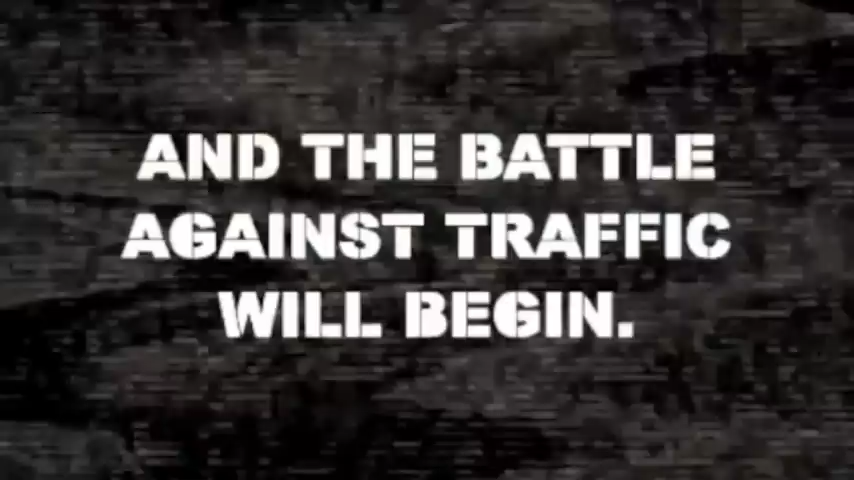 AND THE BATTLE
AGAINST TRAFFIC
WILL BEGIN.